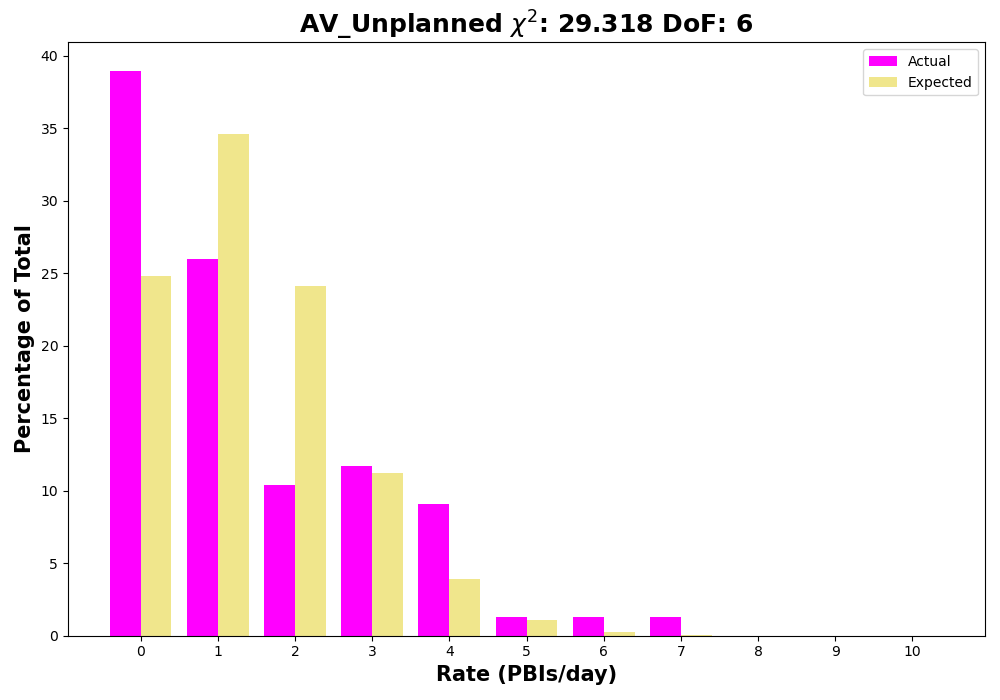 AV_Unplanned χ²: 29.318 DoF: 6
Actual
Expected
Percentage of Total
40
35
30
25
20
15
10
5
0
0 1 2 3 4 5 6 7 8 9 10
Rate (PBIs/day)